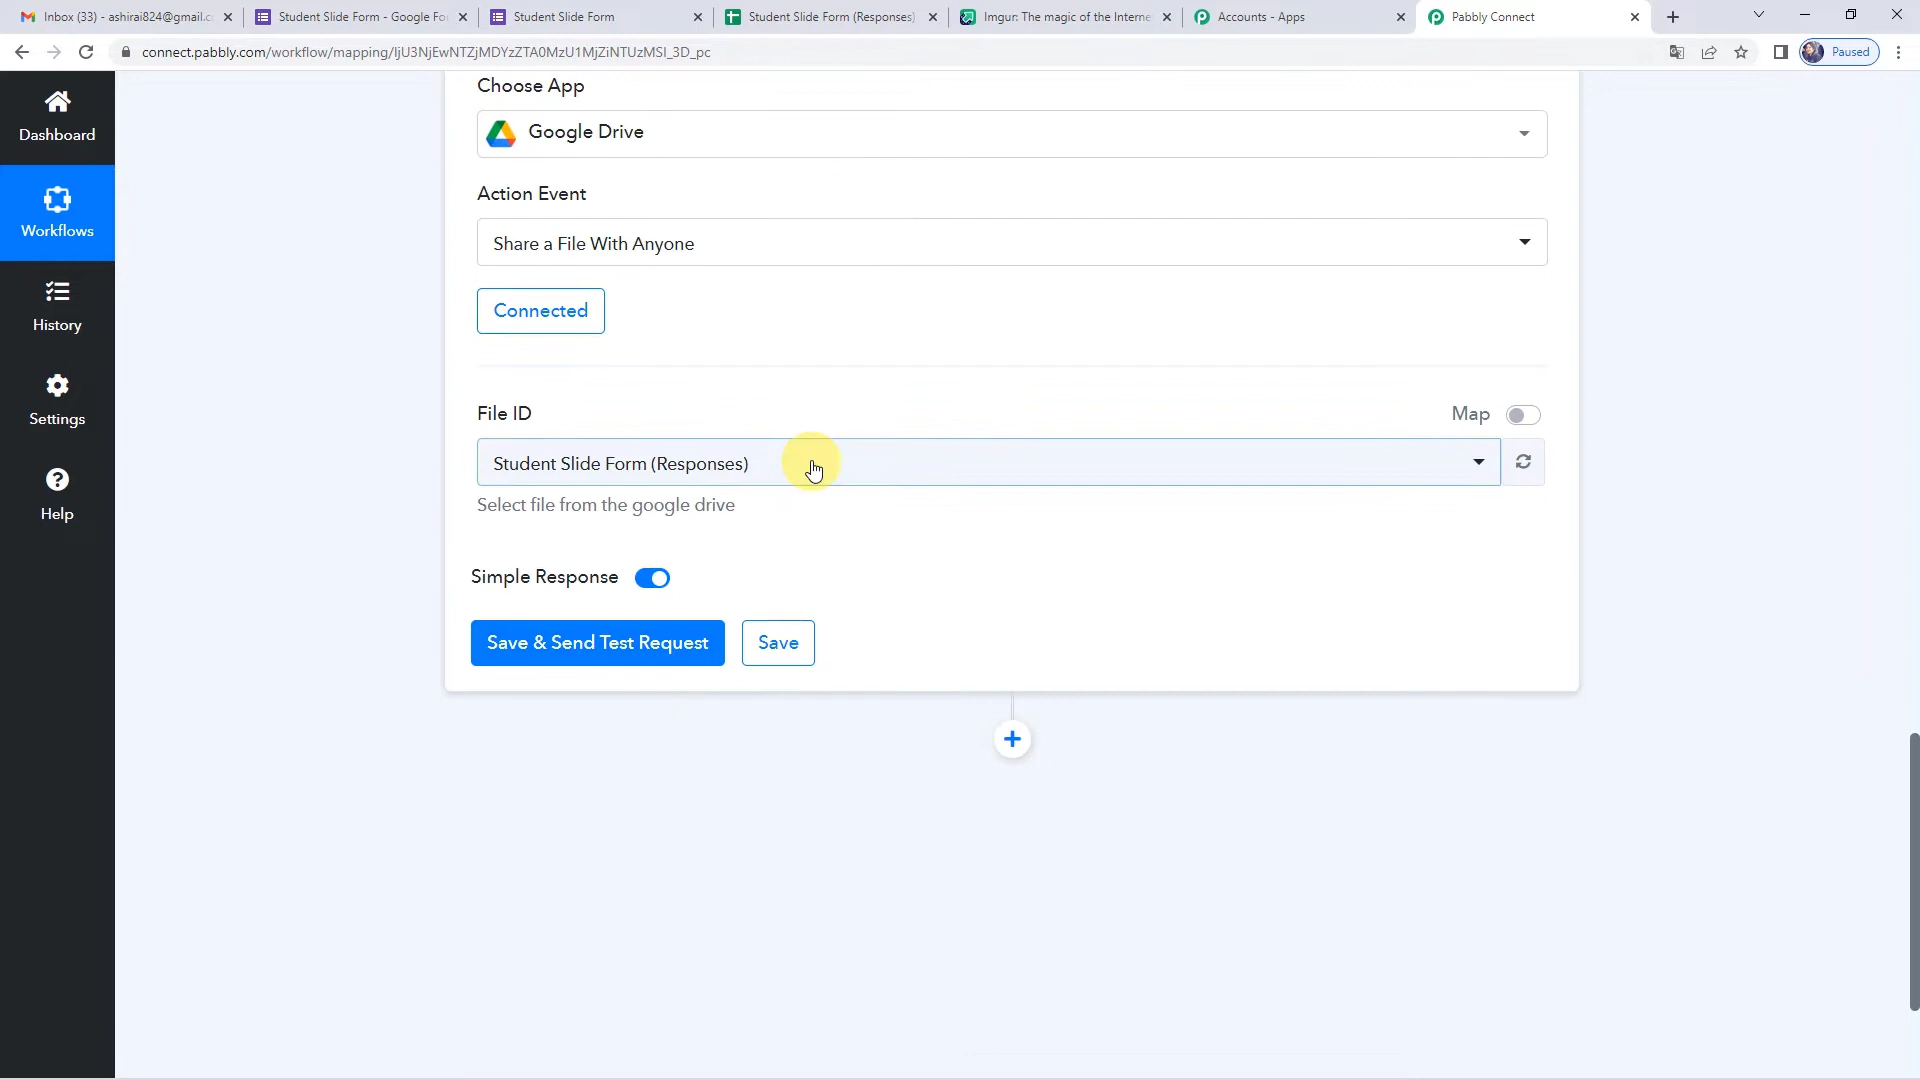 Inbox (33) - ashirai824@gmail.c
Student Slide Form - Google Fo
Student Slide Form
Student Slide Form (Responses)
Imgur: The magic of the Interne
Accounts - Apps
Pabbly Connect
connect.pabbly.com/workflow/mapping/IjU3NjEwNTZjMDYzZTA0MzU1MjZiNTUzMSI_3D_pc
Paused
Choose App
Dashboard
Google Drive
Action Event
Workflows
Share a File With Anyone
Connected
History
File ID
Map
Settings
Student Slide Form (Responses)
Select file from the google drive
Help
Simple Response
Save & Send Test Request
Save